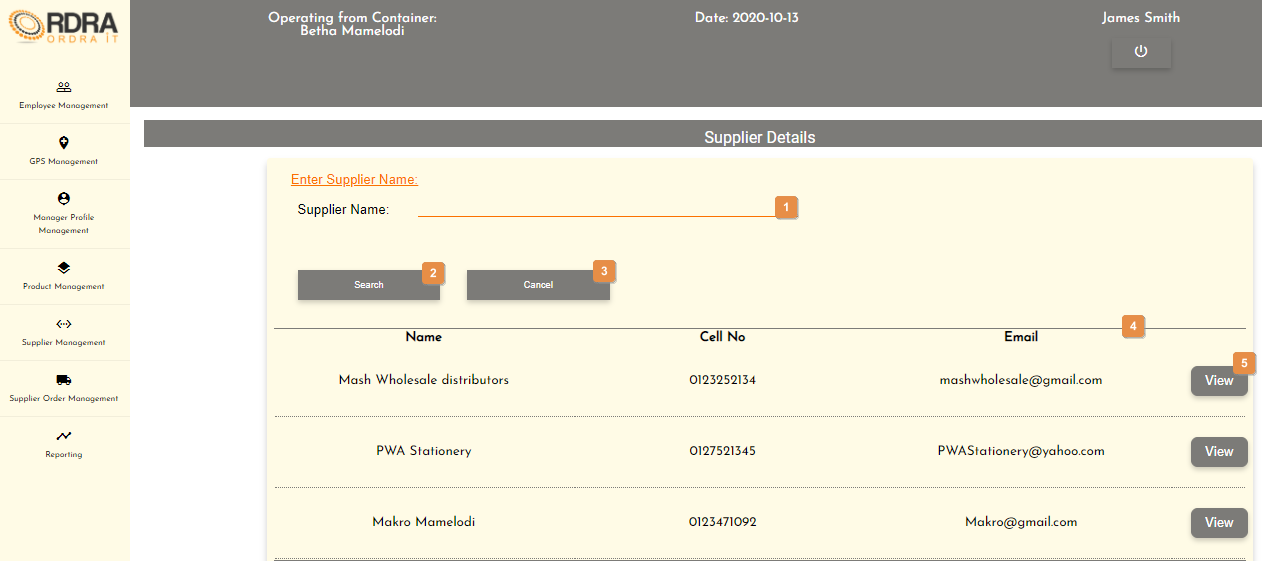 RDRA
ORDRA IT
Operating from Container:
Betha Mamelodi
Date: 2020-10-13
James Smith
Employee Management
GPS Management
Manager Profile
Management
Product Management
Supplier Management
Supplier Order Management
Reporting
Supplier Details
Enter Supplier Name:
Supplier Name: 1
Search 2 Cancel 3
Name Cell No Email 4
Mash Wholesale distributors 0123252134 mashwholesale@gmail.com View 5
PWA Stationery 0127521345 PWAStationery@yahoo.com View
Makro Mamelodi 0123471092 Makro@gmail.com View